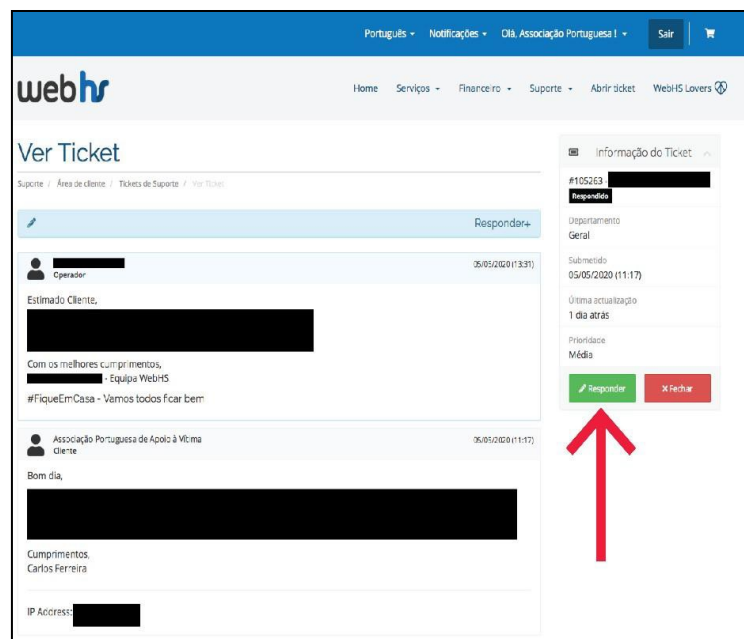 Português
Notificações
Olá, Associação Portuguesa !
Sair
webhs
Home
Serviços
Financeiro
Suporte
Abrir ticket
WebHS Lovers
Ver Ticket
Suporte / Área de cliente / Tickets de Suporte / Ver Ticket
Responder+
05/05/2020 (13:31)
Operador
Estimado Cliente,
Com os melhores cumprimentos,
- Equipa WebHS
#FiqueEmCasa - Vamos todos ficar bem
Associação Portuguesa de Apoio à Vítima
05/05/2020 (11:17)
Cliente
Bom dia,
Cumprimentos,
Carlos Ferreira
IP Address:
Informação do Ticket
#105263 -
Respondido
Departamento
Geral
Submetido
05/05/2020 (11:17)
Última actualização
1 dia atrás
Prioridade
Média
Responder
Fechar